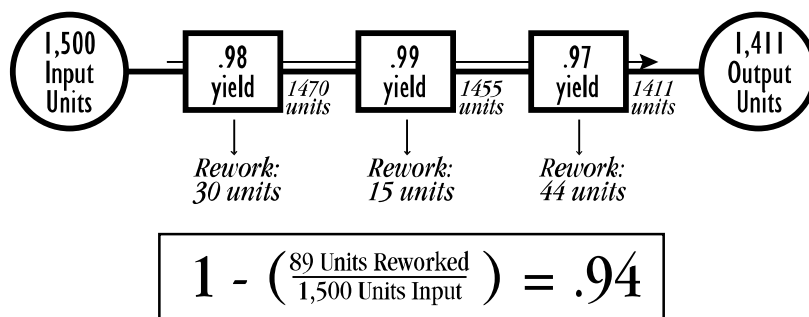 1,500
Input
Units
.98
yield
1470
units
.99
yield
1455
units
.97
yield
1411
units
1,411
Output
Units
Rework:
30 units
Rework:
15 units
Rework:
44 units
1 - ( 89 Units Reworked / 1,500 Units Input ) = .94